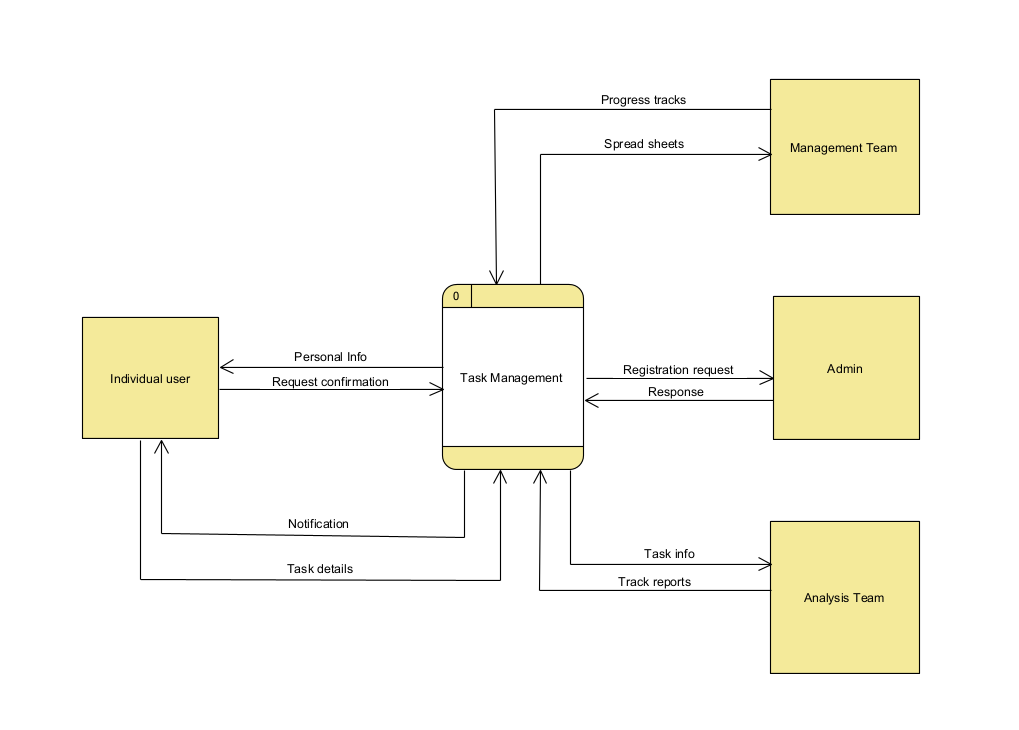 Progress tracks
Spread sheets
Management Team
0
Personal Info
Request confirmation
Individual user
Task Management
Registration request
Response
Admin
Notification
Task details
Task info
Track reports
Analysis Team